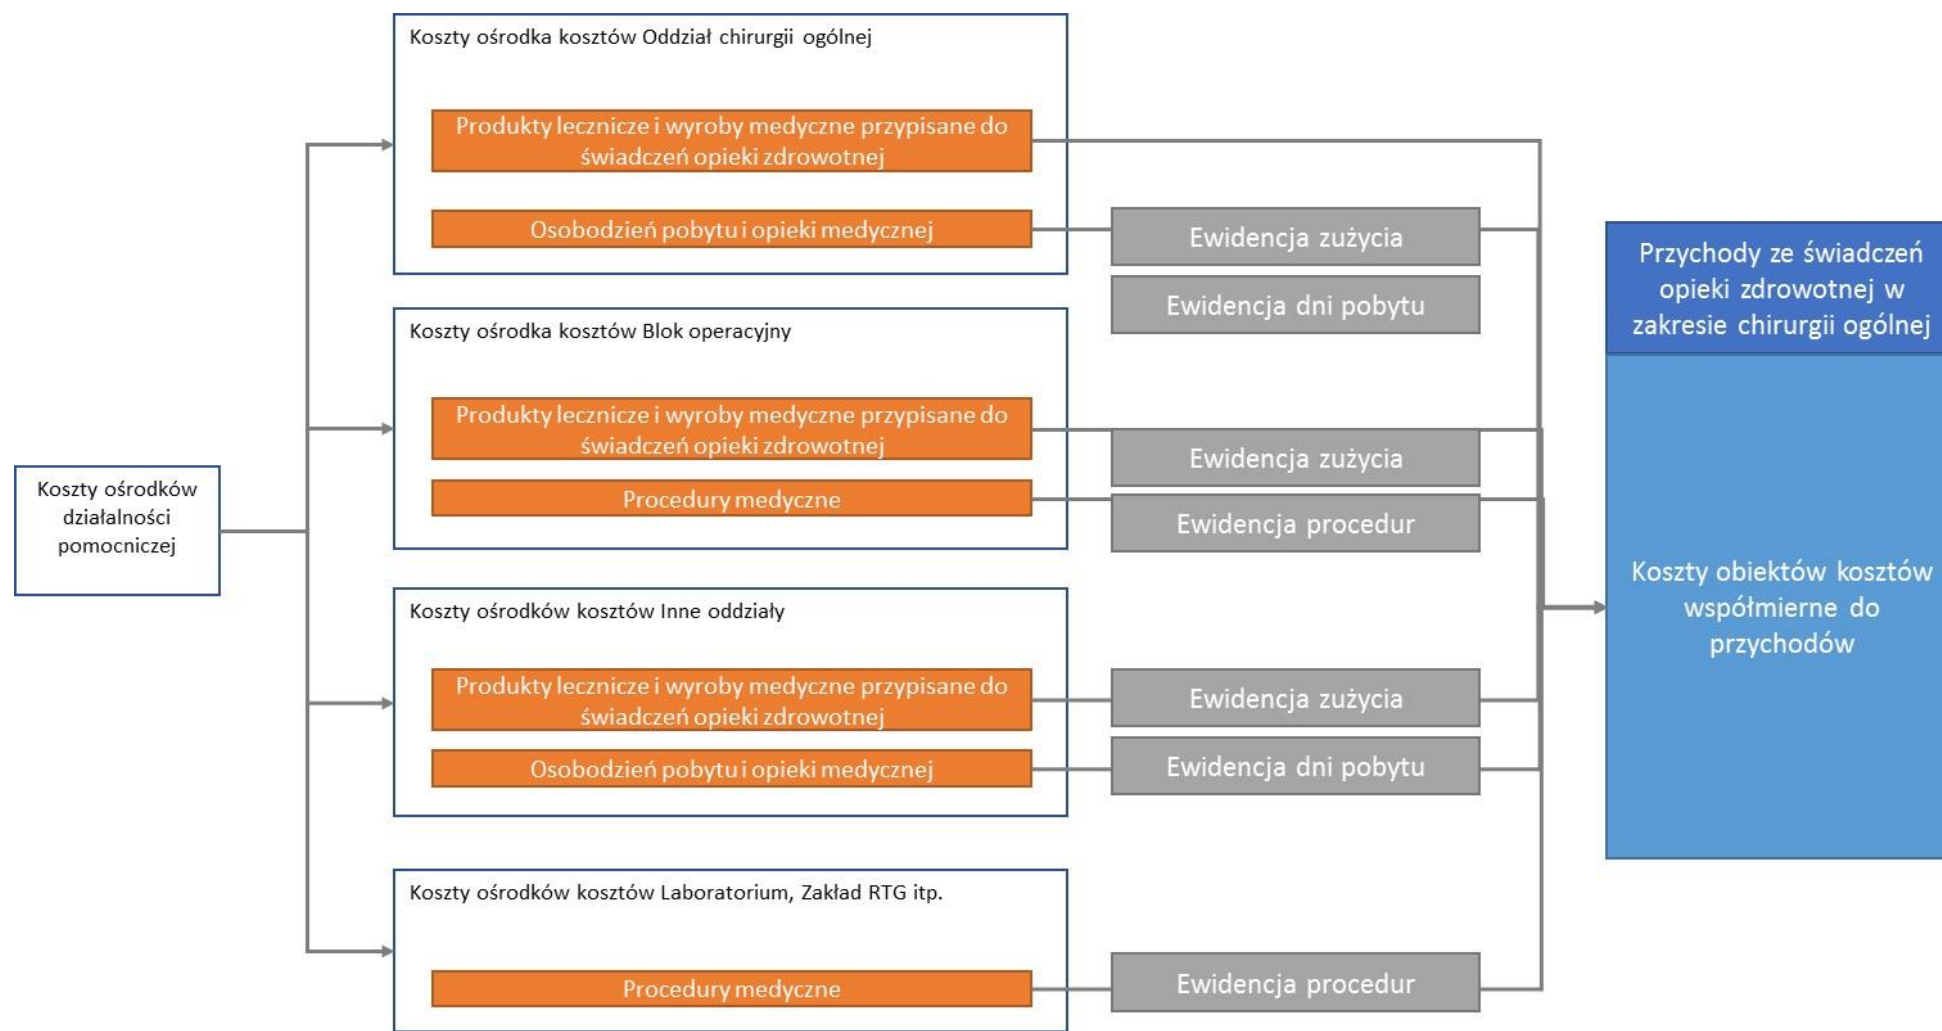 Koszty ośrodka kosztów Oddział chirurgii ogólnej
Produkty lecznicze i wyroby medyczne przypisane do
świadczeń opieki zdrowotnej
Osobodzień pobytu i opieki medycznej
Ewidencja zużycia
Ewidencja dni pobytu
Koszty ośrodka kosztów Blok operacyjny
Produkty lecznicze i wyroby medyczne przypisane do
świadczeń opieki zdrowotnej
Procedury medyczne
Ewidencja zużycia
Ewidencja procedur
Koszty ośrodków
działalności
pomocniczej
Koszty ośrodków kosztów Inne oddziały
Produkty lecznicze i wyroby medyczne przypisane do
świadczeń opieki zdrowotnej
Osobodzień pobytu i opieki medycznej
Ewidencja zużycia
Ewidencja dni pobytu
Koszty ośrodków kosztów Laboratorium, Zakład RTG itp.
Procedury medyczne
Ewidencja procedur
Przychody ze świadczeń
opieki zdrowotnej w
zakresie chirurgii ogólnej
Koszty obiektów kosztów
współmierne do
przychodów